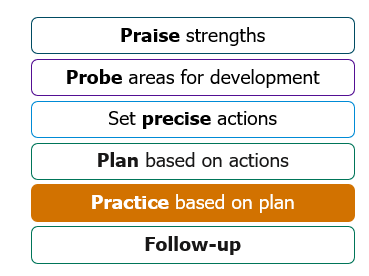 Praise strengths
Probe areas for development
Set precise actions
Plan based on actions
Practice based on plan
Follow-up